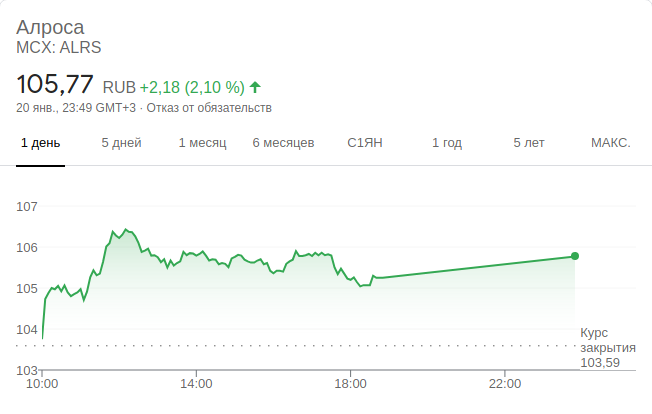 Алроса
MCX: ALRS
105,77 RUB +2,18 (2,10 %)
20 янв., 23:49 GMT+3 · Отказ от обязательств
1 день 5 дней 1 месяц 6 месяцев С1ЯН 1 год 5 лет МАКС.
107
106
105
104
103
Курс
закрытия
103,59
10:00 14:00 18:00 22:00